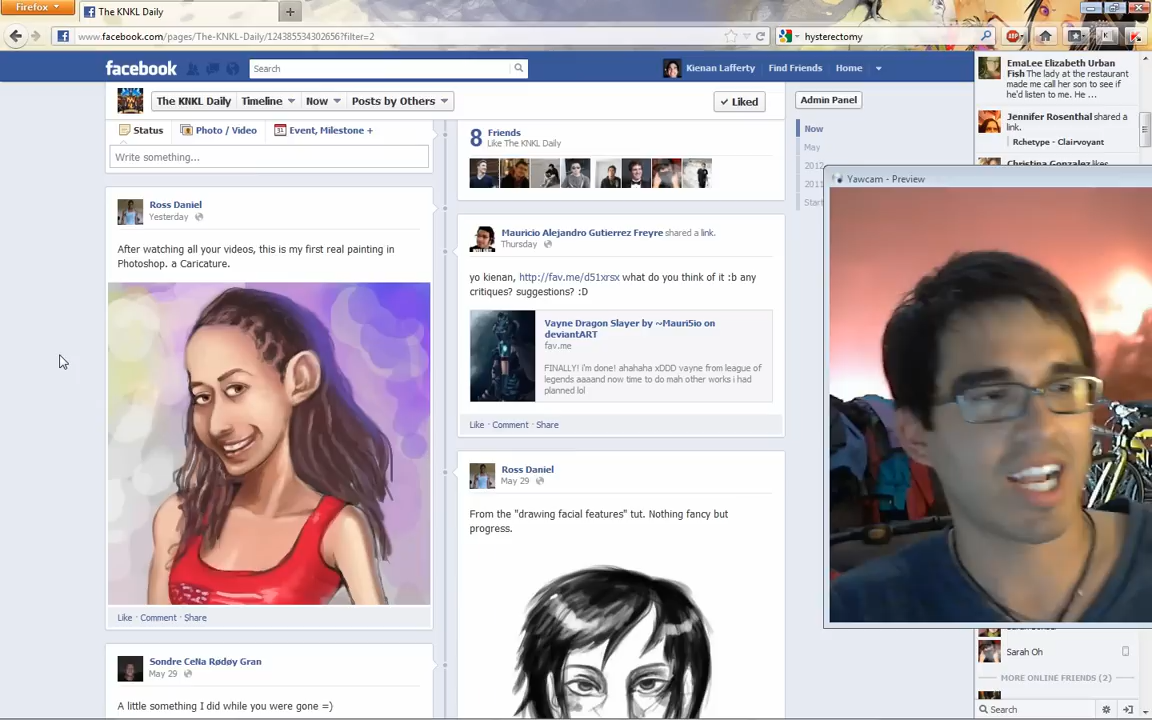 Firefox
The KNKL Daily
www.facebook.com/pages/The-KNKL-Daily/124385534302656?filter=2
hysterectomy
facebook
Search
Kienan Lafferty
Find Friends
Home
The KNKL Daily
Timeline
Now
Posts by Others
Liked
Admin Panel
Now
May
2012
2011
Start
Status
Photo / Video
Event, Milestone +
Write something...
8
Friends
Like The KNKL Daily
Ross Daniel
Yesterday
After watching all your videos, this is my first real painting in
Photoshop. a Caricature.
Like · Comment · Share
Sondre CeNa Rødøy Gran
May 29
A little something I did while you were gone =)
Mauricio Alejandro Gutierrez Freyre shared a link.
Thursday
yo kienan, http://fav.me/d51xrsx what do you think of it :b any
critiques? suggestions? :D
Vayne Dragon Slayer by ~Mauri5io on
deviantART
fav.me
FINALLY! i'm done! ahahaha xDDD vayne from league of
legends aaaand now time to do mah other works i had
planned lol
Like · Comment · Share
Ross Daniel
May 29
From the "drawing facial features" tut. Nothing fancy but
progress.
EmaLee Elizabeth Urban
Fish The lady at the restaurant
made me call her son to see if
he'd listen to me. He ...
Jennifer Rosenthal shared a
link.
Rchetype - Clairvoyant
Christina Gonzalez likes
Yawcam - Preview
Sarah Oh
MORE ONLINE FRIENDS (2)
Search